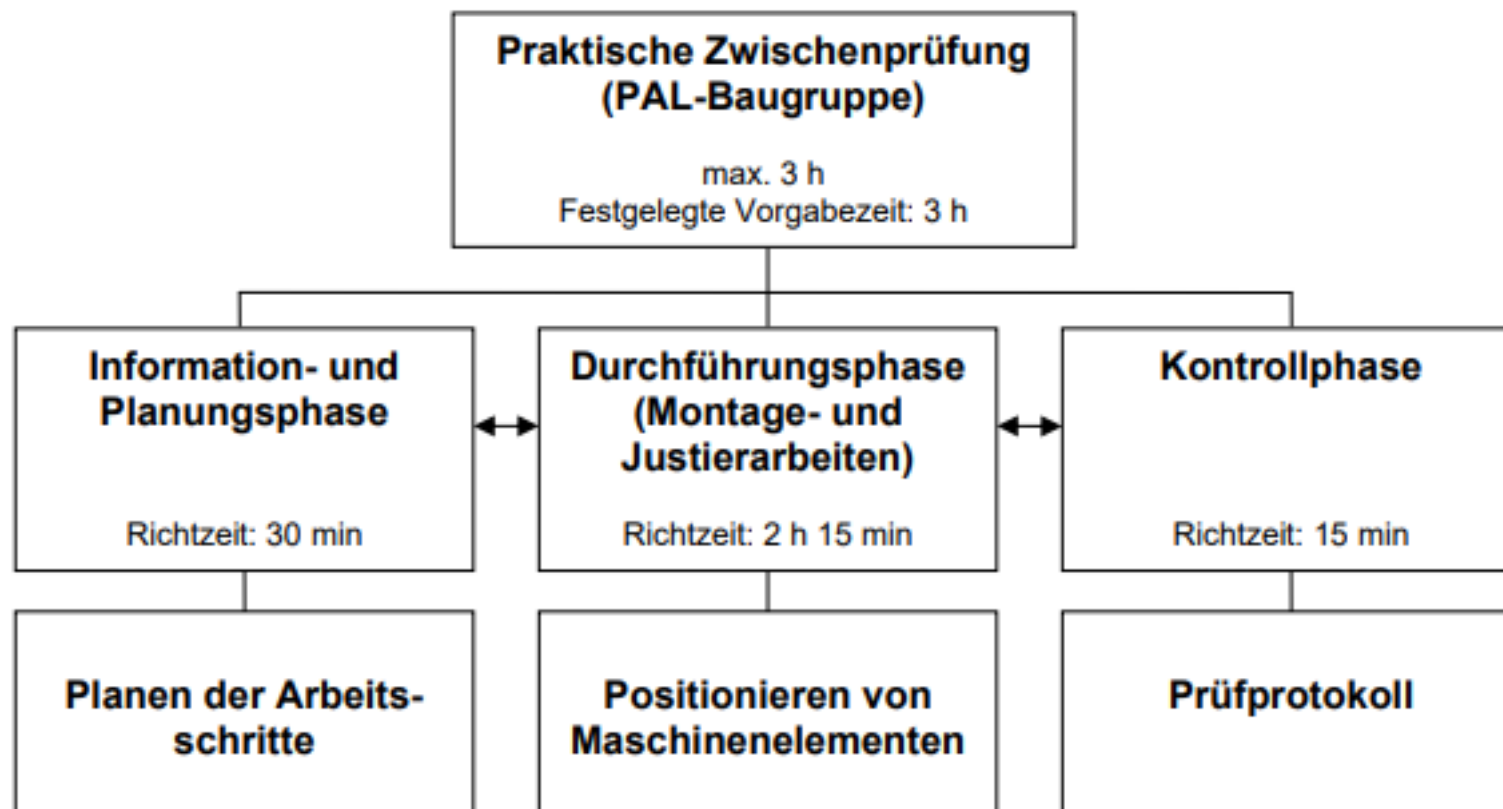 Praktische Zwischenprüfung
(PAL-Baugruppe)
max. 3 h
Festgelegte Vorgabezeit: 3 h
Information- und
Planungsphase
Richtzeit: 30 min
Durchführungsphase
(Montage- und
Justierarbeiten)
Richtzeit: 2 h 15 min
Kontrollphase
Richtzeit: 15 min
Planen der Arbeits-
schritte
Positionieren von
Maschinenelementen
Prüfprotokoll